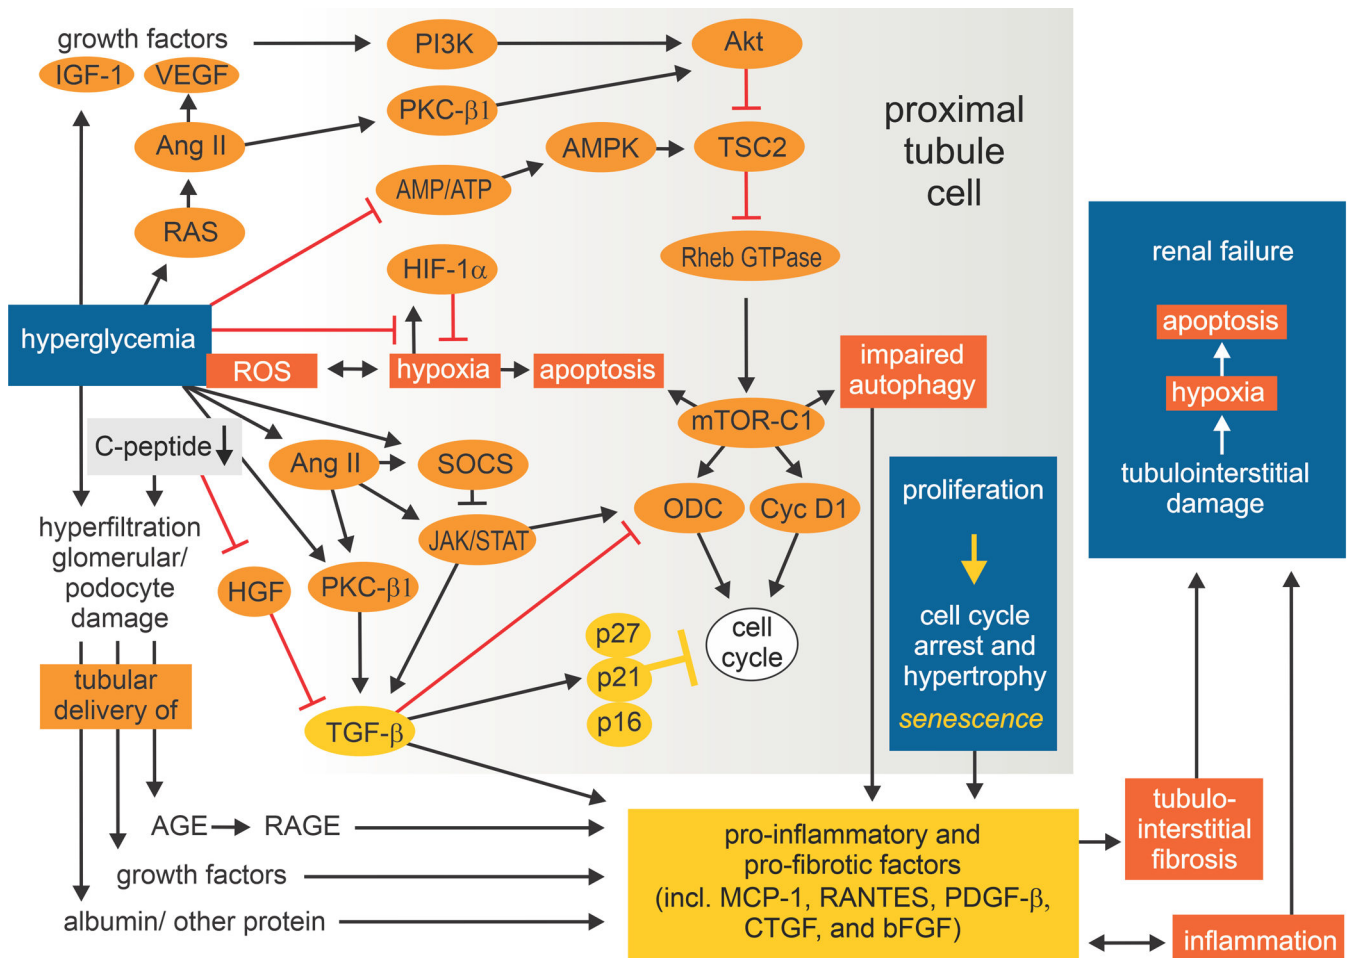 growth factors
IGF-1
VEGF
PI3K
Akt
PKC-β1
Ang II
AMPK
TSC2
proximal
tubule
cell
AMP/ATP
RAS
HIF-1α
Rheb GTPase
renal failure
apoptosis
hypoxia
tubulointerstitial
damage
hyperglycemia
ROS
hypoxia
apoptosis
impaired
autophagy
mTOR-C1
C-peptide
Ang II
SOCS
ODC
Cyc D1
JAK/STAT
proliferation
cell cycle
arrest and
hypertrophy
senescence
hyperfiltration
glomerular/
podocyte
damage
HGF
PKC-β1
cell
cycle
p27
p21
p16
tubular
delivery of
TGF-β
AGE
RAGE
growth factors
albumin/ other protein
pro-inflammatory and
pro-fibrotic factors
(incl. MCP-1, RANTES, PDGF-β,
CTGF, and bFGF)
tubulo-
interstitial
fibrosis
inflammation